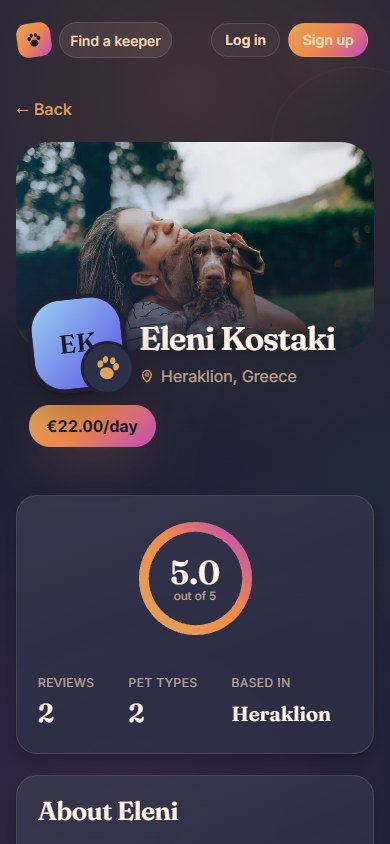 Find a keeper
Log in
Sign up
← Back
EK
Eleni Kostaki
Heraklion, Greece
€22.00/day
5.0
out of 5
REVIEWS
2
PET TYPES
2
BASED IN
Heraklion
About Eleni